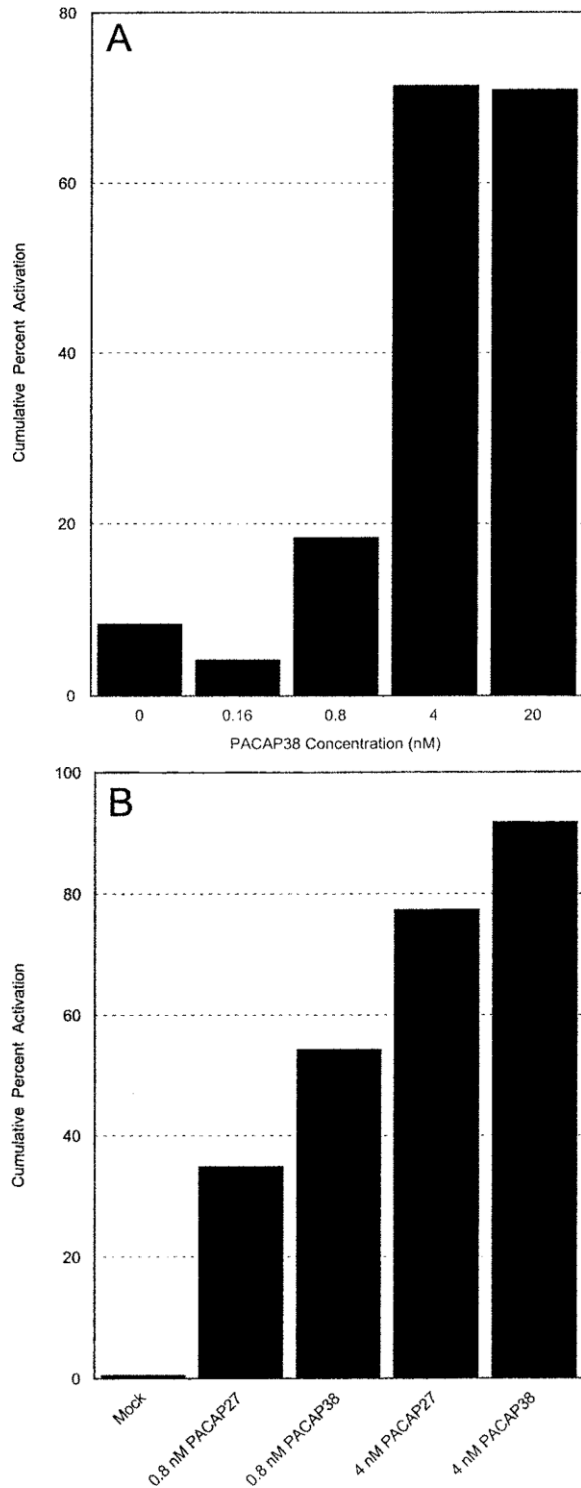 A
80
60
40
20
0
Cumulative Percent Activation
0 0.16 0.8 4 20
PACAP38 Concentration (nM)
B
100
80
60
40
20
0
Cumulative Percent Activation
Mock
0.8 nM PACAP27
0.8 nM PACAP38
4 nM PACAP27
4 nM PACAP38